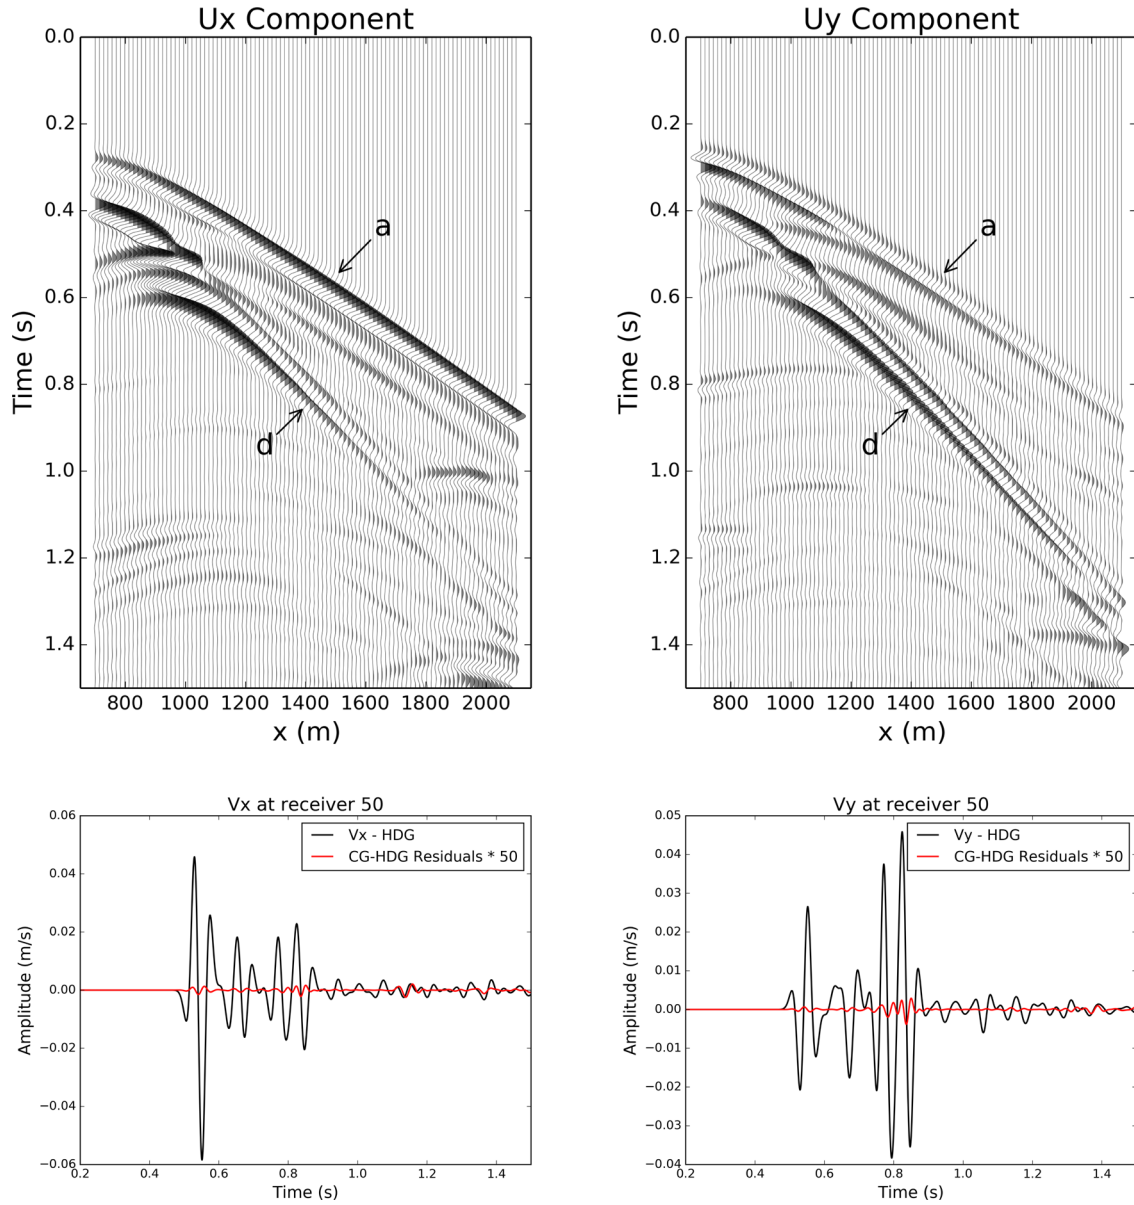 Ux Component
0.0
0.2
0.4
0.6
0.8
1.0
1.2
1.4
Time (s)
a
d
800 1000 1200 1400 1600 1800 2000
x (m)
Uy Component
0.0
0.2
0.4
0.6
0.8
1.0
1.2
1.4
Time (s)
a
d
800 1000 1200 1400 1600 1800 2000
x (m)
Vx at receiver 50
Vx - HDG
CG-HDG Residuals * 50
0.06
0.04
0.02
0.00
−0.02
−0.04
−0.06
Amplitude (m/s)
0.2 0.4 0.6 0.8 1.0 1.2 1.4
Time (s)
Vy at receiver 50
Vy - HDG
CG-HDG Residuals * 50
0.05
0.04
0.03
0.02
0.01
0.00
−0.01
−0.02
−0.03
−0.04
Amplitude (m/s)
0.2 0.4 0.6 0.8 1.0 1.2 1.4
Time (s)